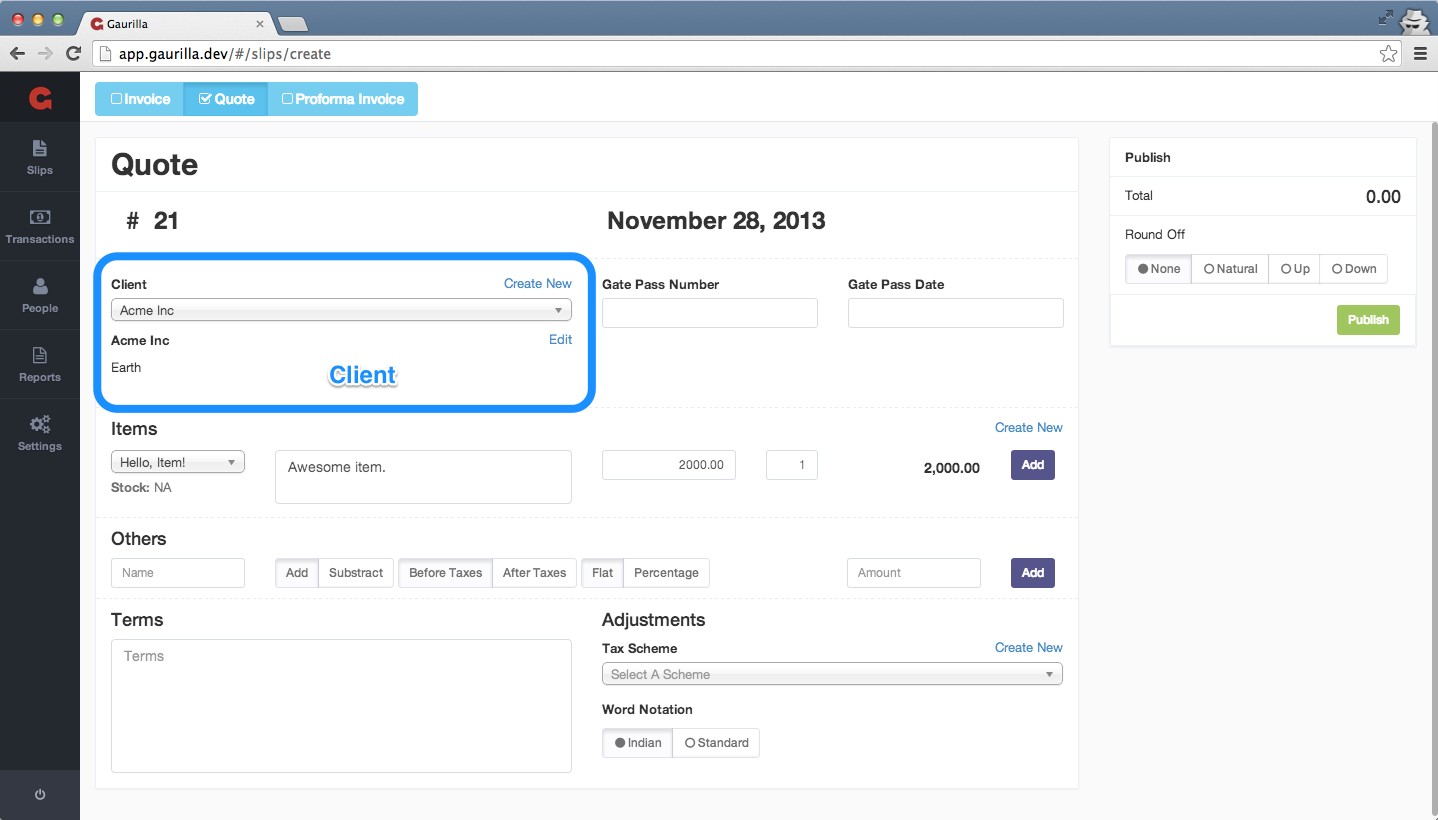 Gaurilla
app.gaurilla.dev/#/slips/create
Invoice Quote Proforma Invoice
Slips
Transactions
People
Reports
Settings
Quote
# 21 November 28, 2013
Client Create New
Acme Inc
Acme Inc Edit
Earth
Client
Gate Pass Number Gate Pass Date
Items Create New
Hello, Item! Awesome item. 2000.00 1 2,000.00 Add
Stock: NA
Others
Name Add Substract Before Taxes After Taxes Flat Percentage Amount Add
Terms
Terms
Adjustments
Tax Scheme Create New
Select A Scheme
Word Notation
Indian Standard
Publish
Total 0.00
Round Off
None Natural Up Down
Publish